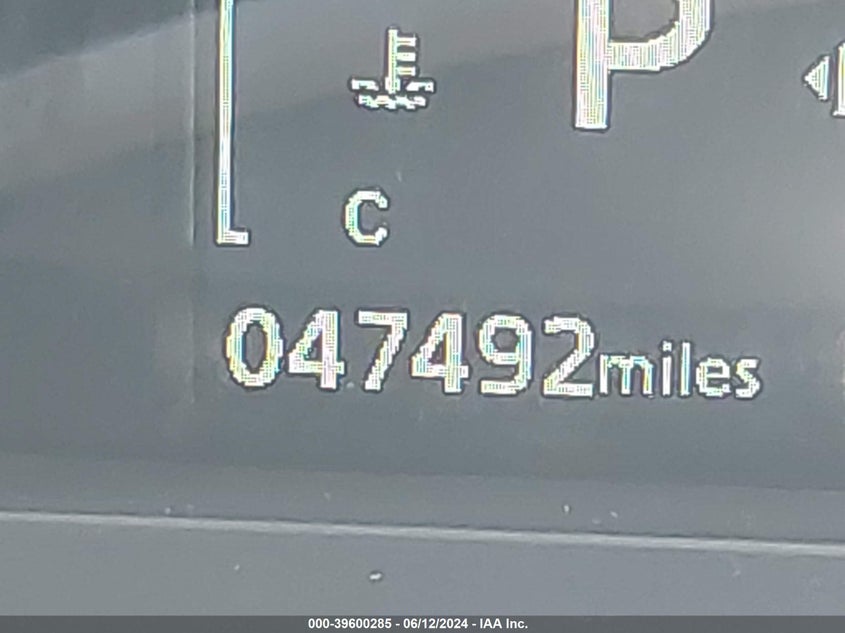 P
C
047492miles
000-39600285 - 06/12/2024 - IAA Inc.